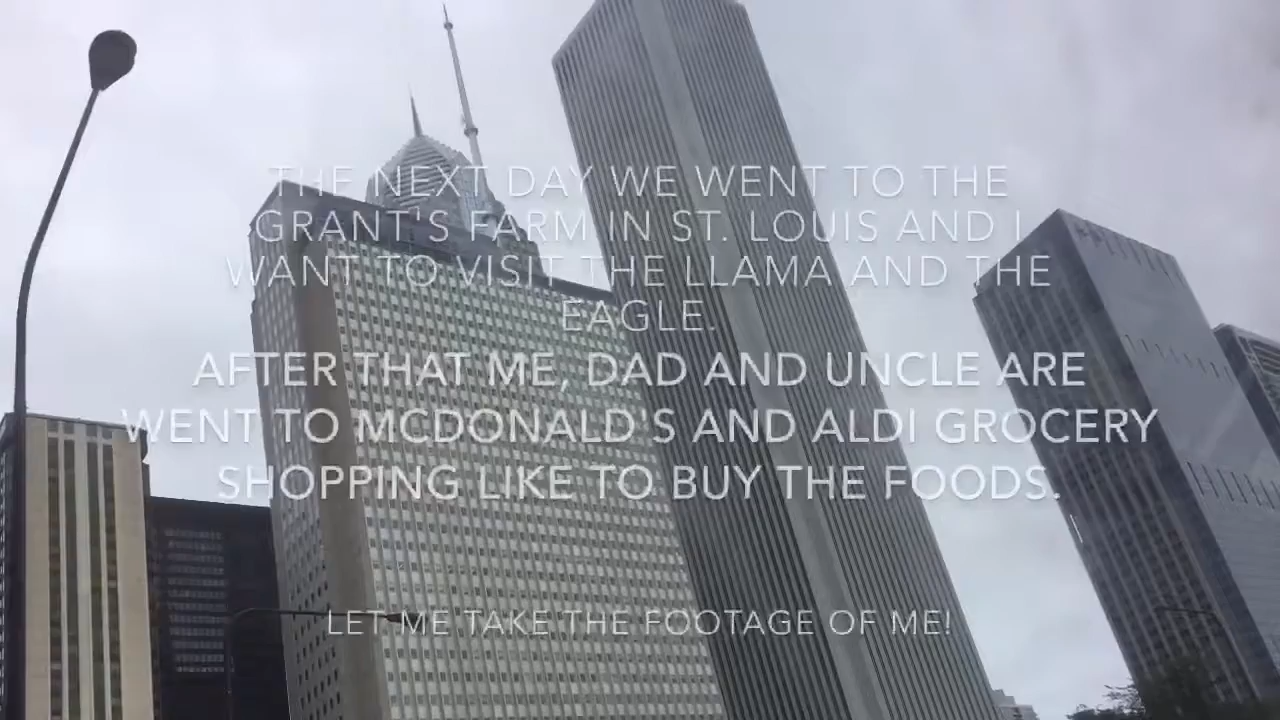 THE NEXT DAY WE WENT TO THE
GRANT'S FARM IN ST. LOUIS AND I
WANT TO VISIT THE LLAMA AND THE
EAGLE.
AFTER THAT ME, DAD AND UNCLE ARE
WENT TO MCDONALD'S AND ALDI GROCERY
SHOPPING LIKE TO BUY THE FOODS.
LET ME TAKE THE FOOTAGE OF ME!